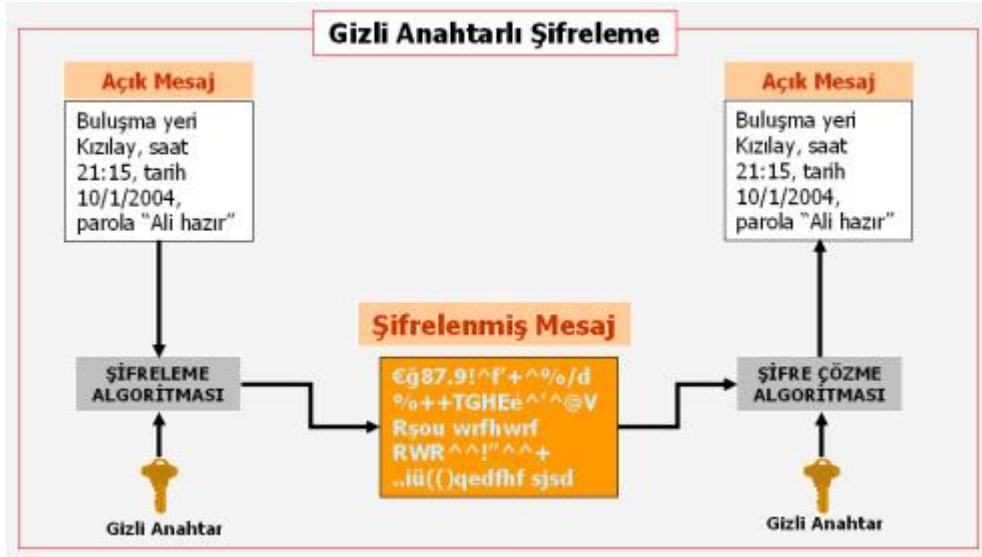 Gizli Anahtarlı Şifreleme
Açık Mesaj
Buluşma yeri
Kızılay, saat
21:15, tarih
10/1/2004,
parola “Ali hazır”
Açık Mesaj
Buluşma yeri
Kızılay, saat
21:15, tarih
10/1/2004,
parola “Ali hazır”
Şifrelenmiş Mesaj
€ğ87.9!^f'+^%/d
%++TGHEé^'^@V
Rşou wrfhwrf
RWR^^!"^^+
..iü(()qedfhf sjsd
ŞİFRELEME
ALGORİTMASI
ŞİFRE ÇÖZME
ALGORİTMASI
Gizli Anahtar
Gizli Anahtar